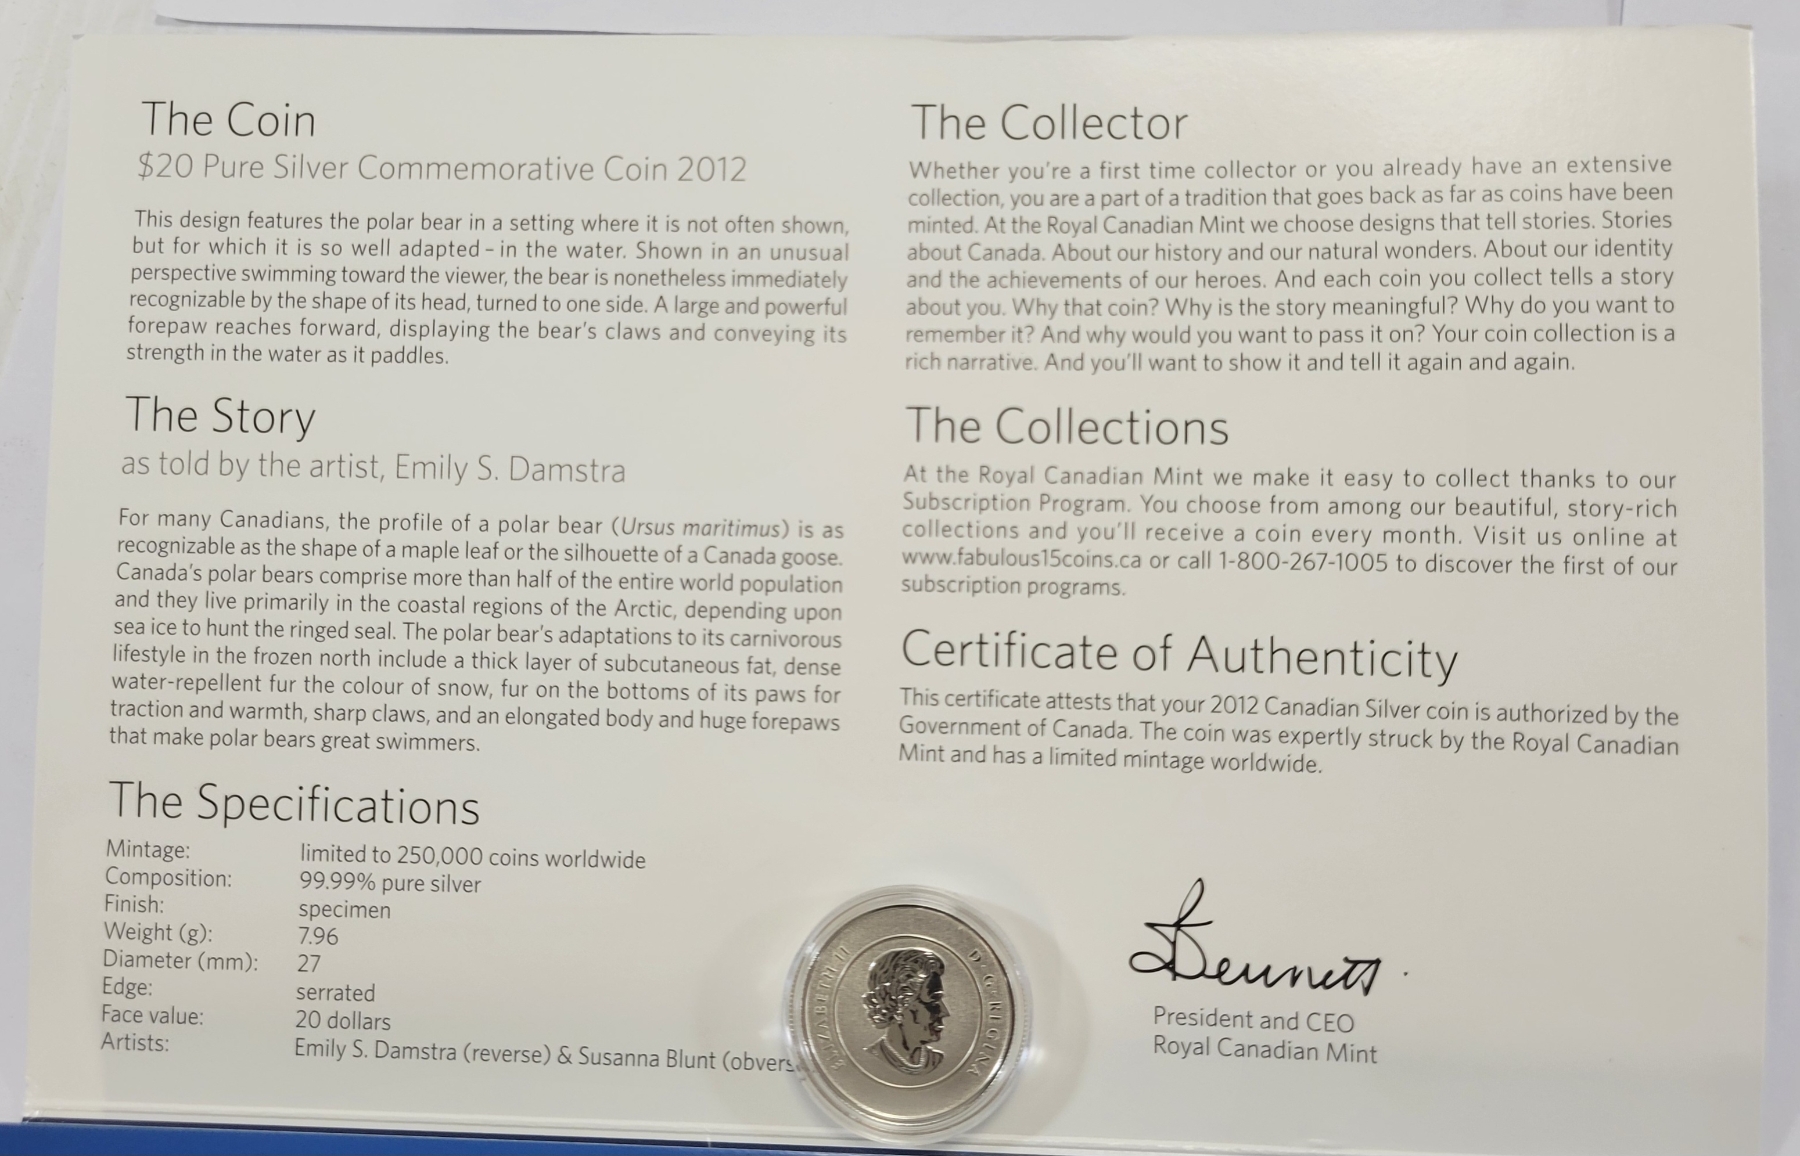 The Coin
$20 Pure Silver Commemorative Coin 2012
This design features the polar bear in a setting where it is not often shown,
but for which it is so well adapted – in the water. Shown in an unusual
perspective swimming toward the viewer, the bear is nonetheless immediately
recognizable by the shape of its head, turned to one side. A large and powerful
forepaw reaches forward, displaying the bear's claws and conveying its
strength in the water as it paddles.
The Story
as told by the artist, Emily S. Damstra
For many Canadians, the profile of a polar bear (Ursus maritimus) is as
recognizable as the shape of a maple leaf or the silhouette of a Canada goose.
Canada's polar bears comprise more than half of the entire world population
and they live primarily in the coastal regions of the Arctic, depending upon
sea ice to hunt the ringed seal. The polar bear's adaptations to its carnivorous
lifestyle in the frozen north include a thick layer of subcutaneous fat, dense
water-repellent fur the colour of snow, fur on the bottoms of its paws for
traction and warmth, sharp claws, and an elongated body and huge forepaws
that make polar bears great swimmers.
The Specifications
Mintage: limited to 250,000 coins worldwide
Composition: 99.99% pure silver
Finish: specimen
Weight (g): 7.96
Diameter (mm): 27
Edge: serrated
Face value: 20 dollars
Artists: Emily S. Damstra (reverse) & Susanna Blunt (obvers
The Collector
Whether you're a first time collector or you already have an extensive
collection, you are a part of a tradition that goes back as far as coins have been
minted. At the Royal Canadian Mint we choose designs that tell stories. Stories
about Canada. About our history and our natural wonders. About our identity
and the achievements of our heroes. And each coin you collect tells a story
about you. Why that coin? Why is the story meaningful? Why do you want to
remember it? And why would you want to pass it on? Your coin collection is a
rich narrative. And you'll want to show it and tell it again and again.
The Collections
At the Royal Canadian Mint we make it easy to collect thanks to our
Subscription Program. You choose from among our beautiful, story-rich
collections and you'll receive a coin every month. Visit us online at
www.fabulous15coins.ca or call 1-800-267-1005 to discover the first of our
subscription programs.
Certificate of Authenticity
This certificate attests that your 2012 Canadian Silver coin is authorized by the
Government of Canada. The coin was expertly struck by the Royal Canadian
Mint and has a limited mintage worldwide.
Bennett
President and CEO
Royal Canadian Mint
ELIZABETH II D·G·REGINA